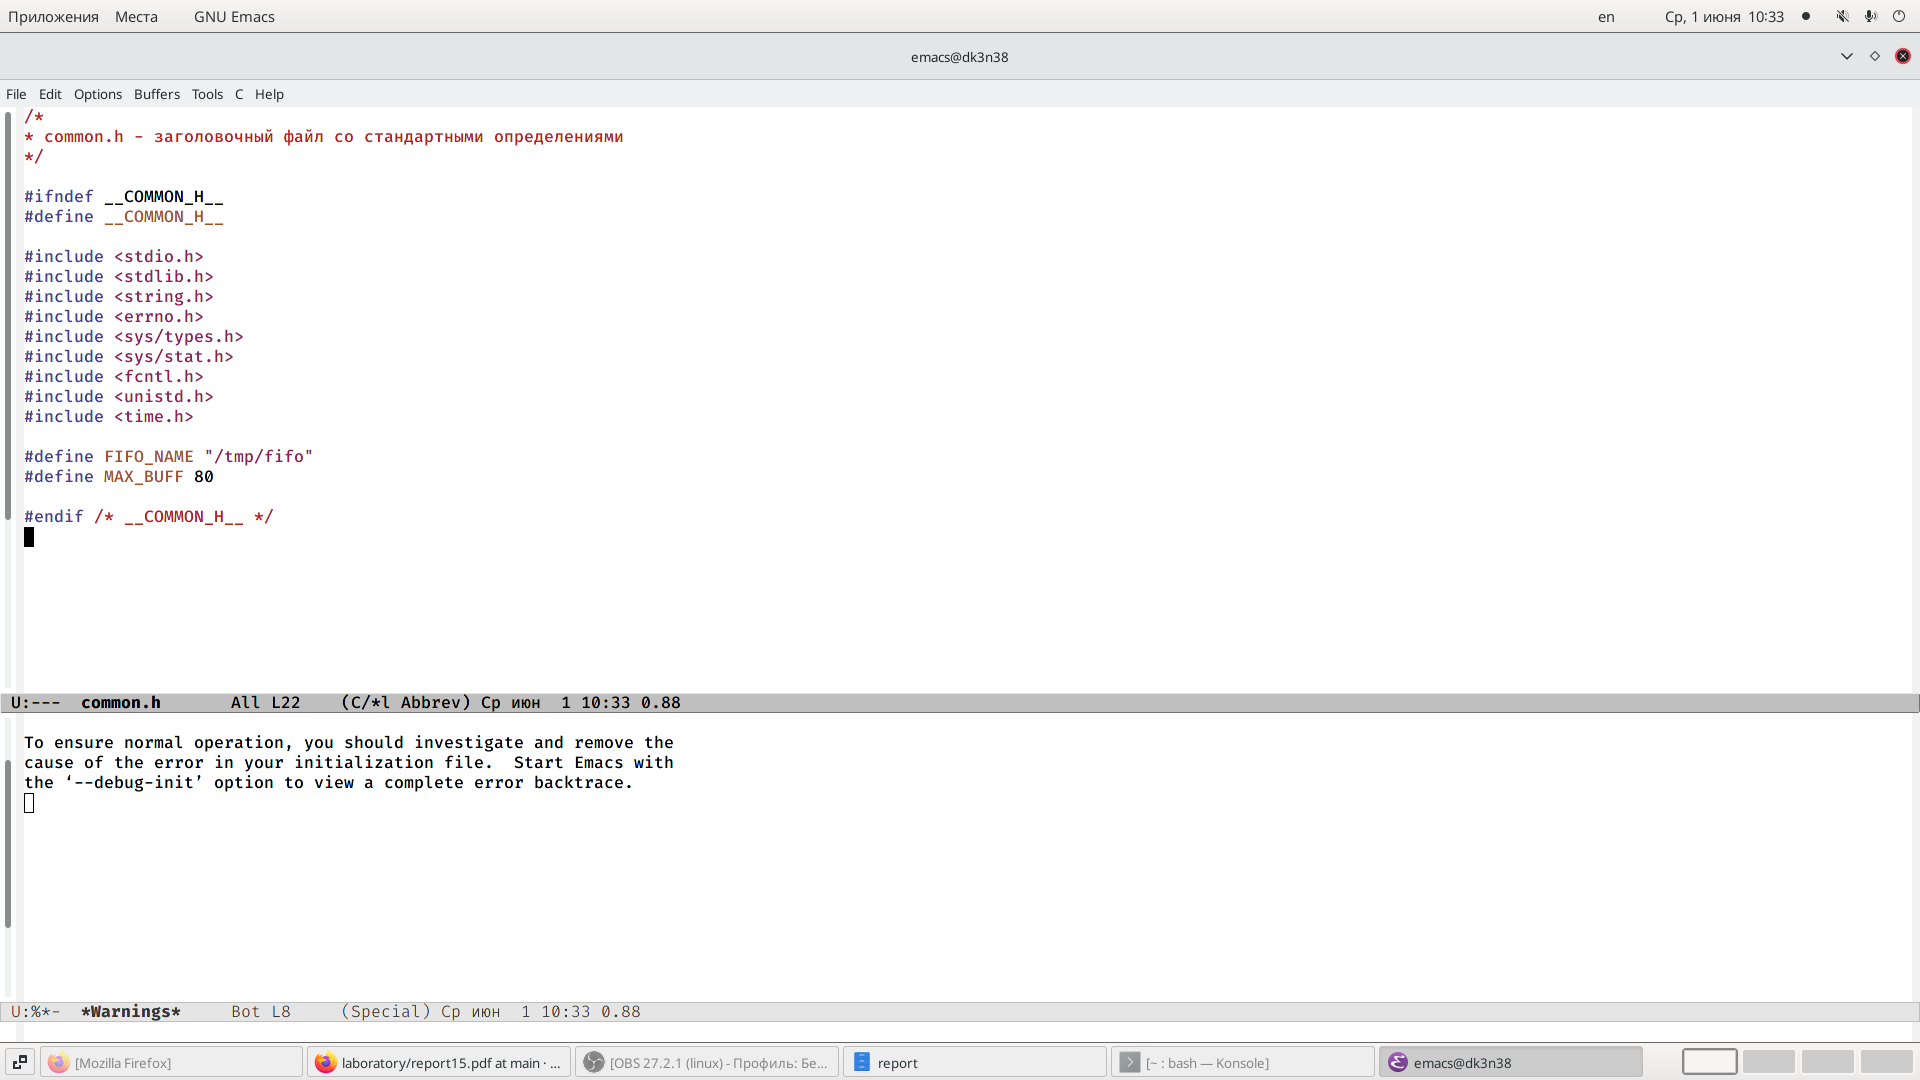 Приложения Места GNU Emacs en Ср, 1 июня 10:33
emacs@dk3n38
File Edit Options Buffers Tools C Help
/*
* common.h - заголовочный файл со стандартными определениями
*/
#ifndef __COMMON_H__
#define __COMMON_H__
#include <stdio.h>
#include <stdlib.h>
#include <string.h>
#include <errno.h>
#include <sys/types.h>
#include <sys/stat.h>
#include <fcntl.h>
#include <unistd.h>
#include <time.h>
#define FIFO_NAME "/tmp/fifo"
#define MAX_BUFF 80
#endif /* __COMMON_H__ */
U:--- common.h All L22 (C/*l Abbrev) Ср июн 1 10:33 0.88
To ensure normal operation, you should investigate and remove the
cause of the error in your initialization file. Start Emacs with
the ‘--debug-init’ option to view a complete error backtrace.
U:%*- *Warnings* Bot L8 (Special) Ср июн 1 10:33 0.88
[Mozilla Firefox] laboratory/report15.pdf at main · ... [OBS 27.2.1 (linux) - Профиль: Бе... report [~ : bash — Konsole] emacs@dk3n38